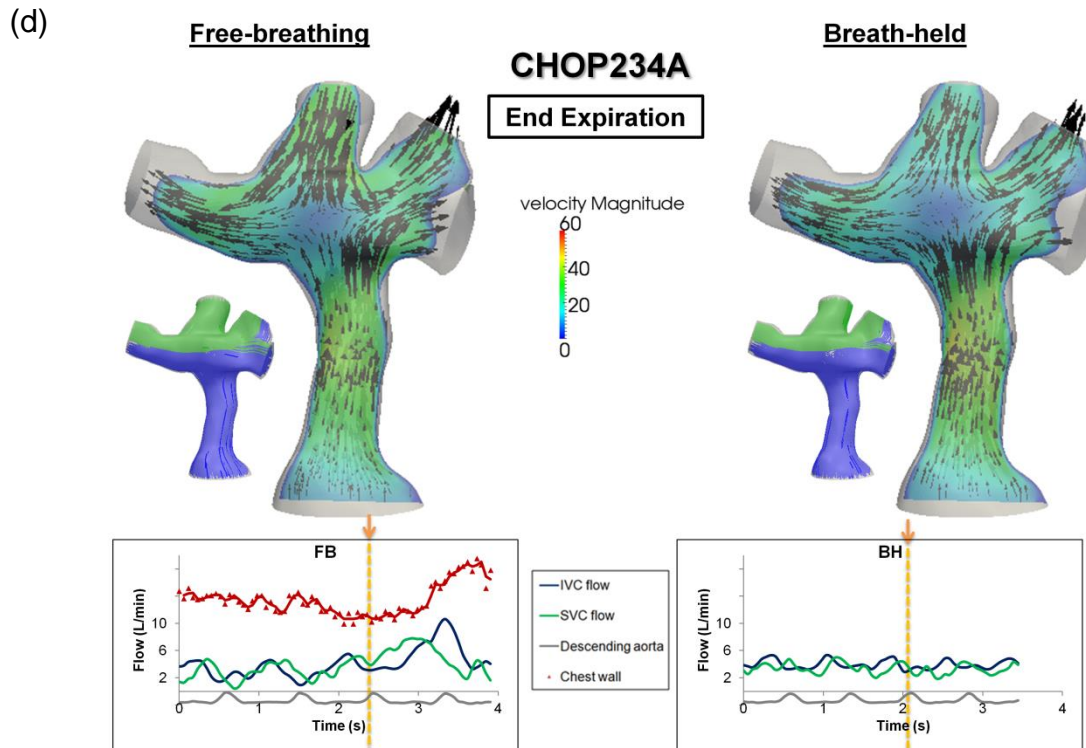 (d)
Free-breathing
Breath-held
CHOP234A
End Expiration
velocity Magnitude
60
40
20
0
FB
Flow (L/min)
10
6
2
0
1
2
3
4
Time (s)
IVC flow
SVC flow
Descending aorta
Chest wall
BH
Flow (L/min)
10
6
2
0
1
2
3
4
Time (s)